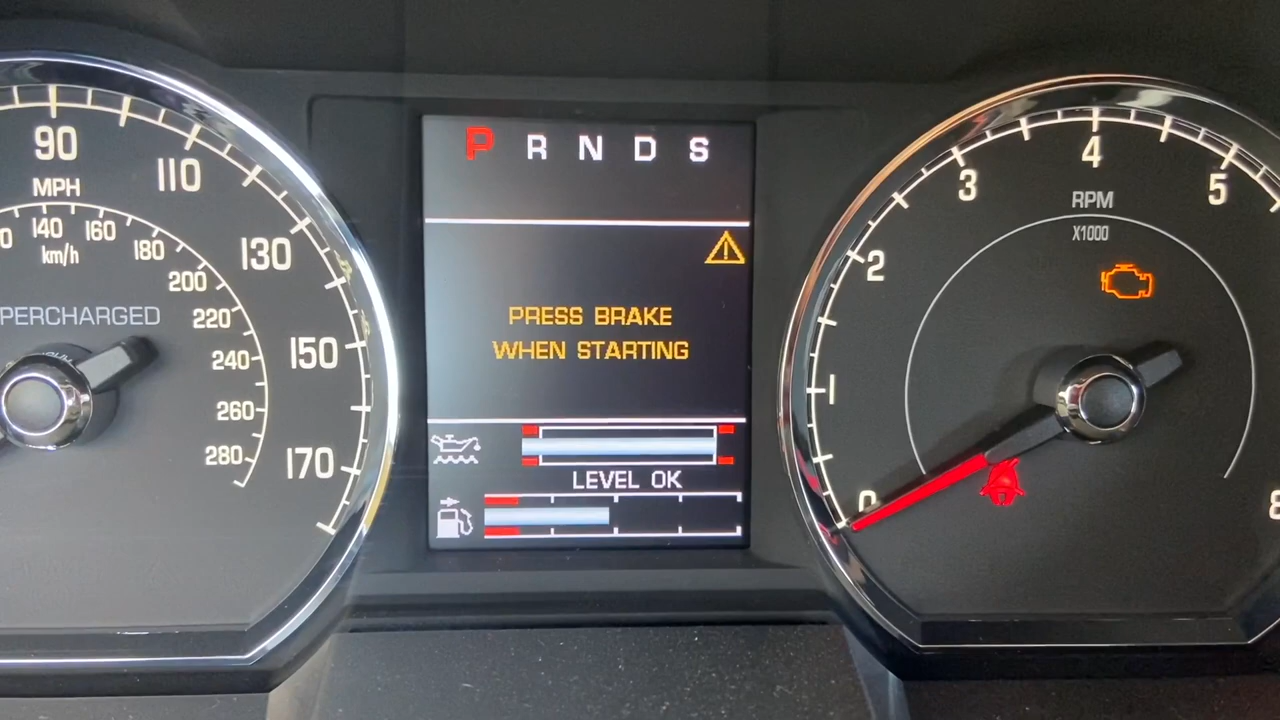 P R N D S
PRESS BRAKE
WHEN STARTING
LEVEL OK
90
MPH
110
130
150
170
140
km/h
160
180
200
220
240
260
280
PERCHARGED
0
1
2
3
4
5
8
RPM
X1000